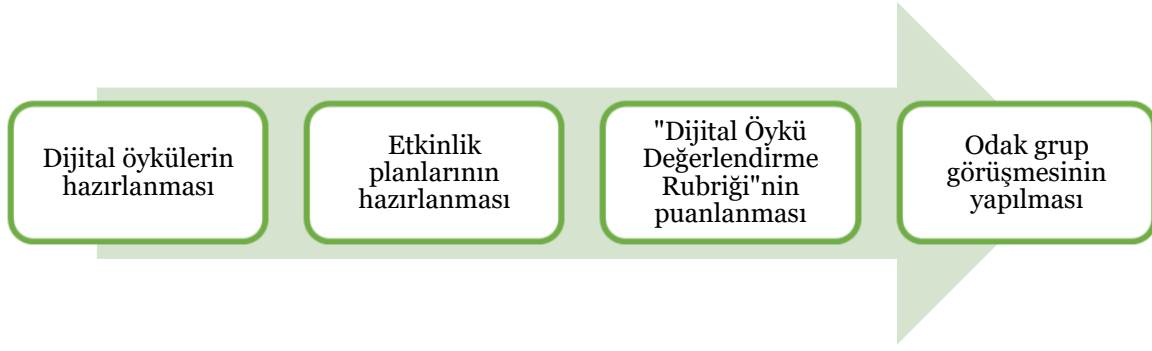 Dijital öykülerin
hazırlanması
Etkinlik
planlarının
hazırlanması
"Dijital Öykü
Değerlendirme
Rubriği"nin
puanlanması
Odak grup
görüşmesinin
yapılması